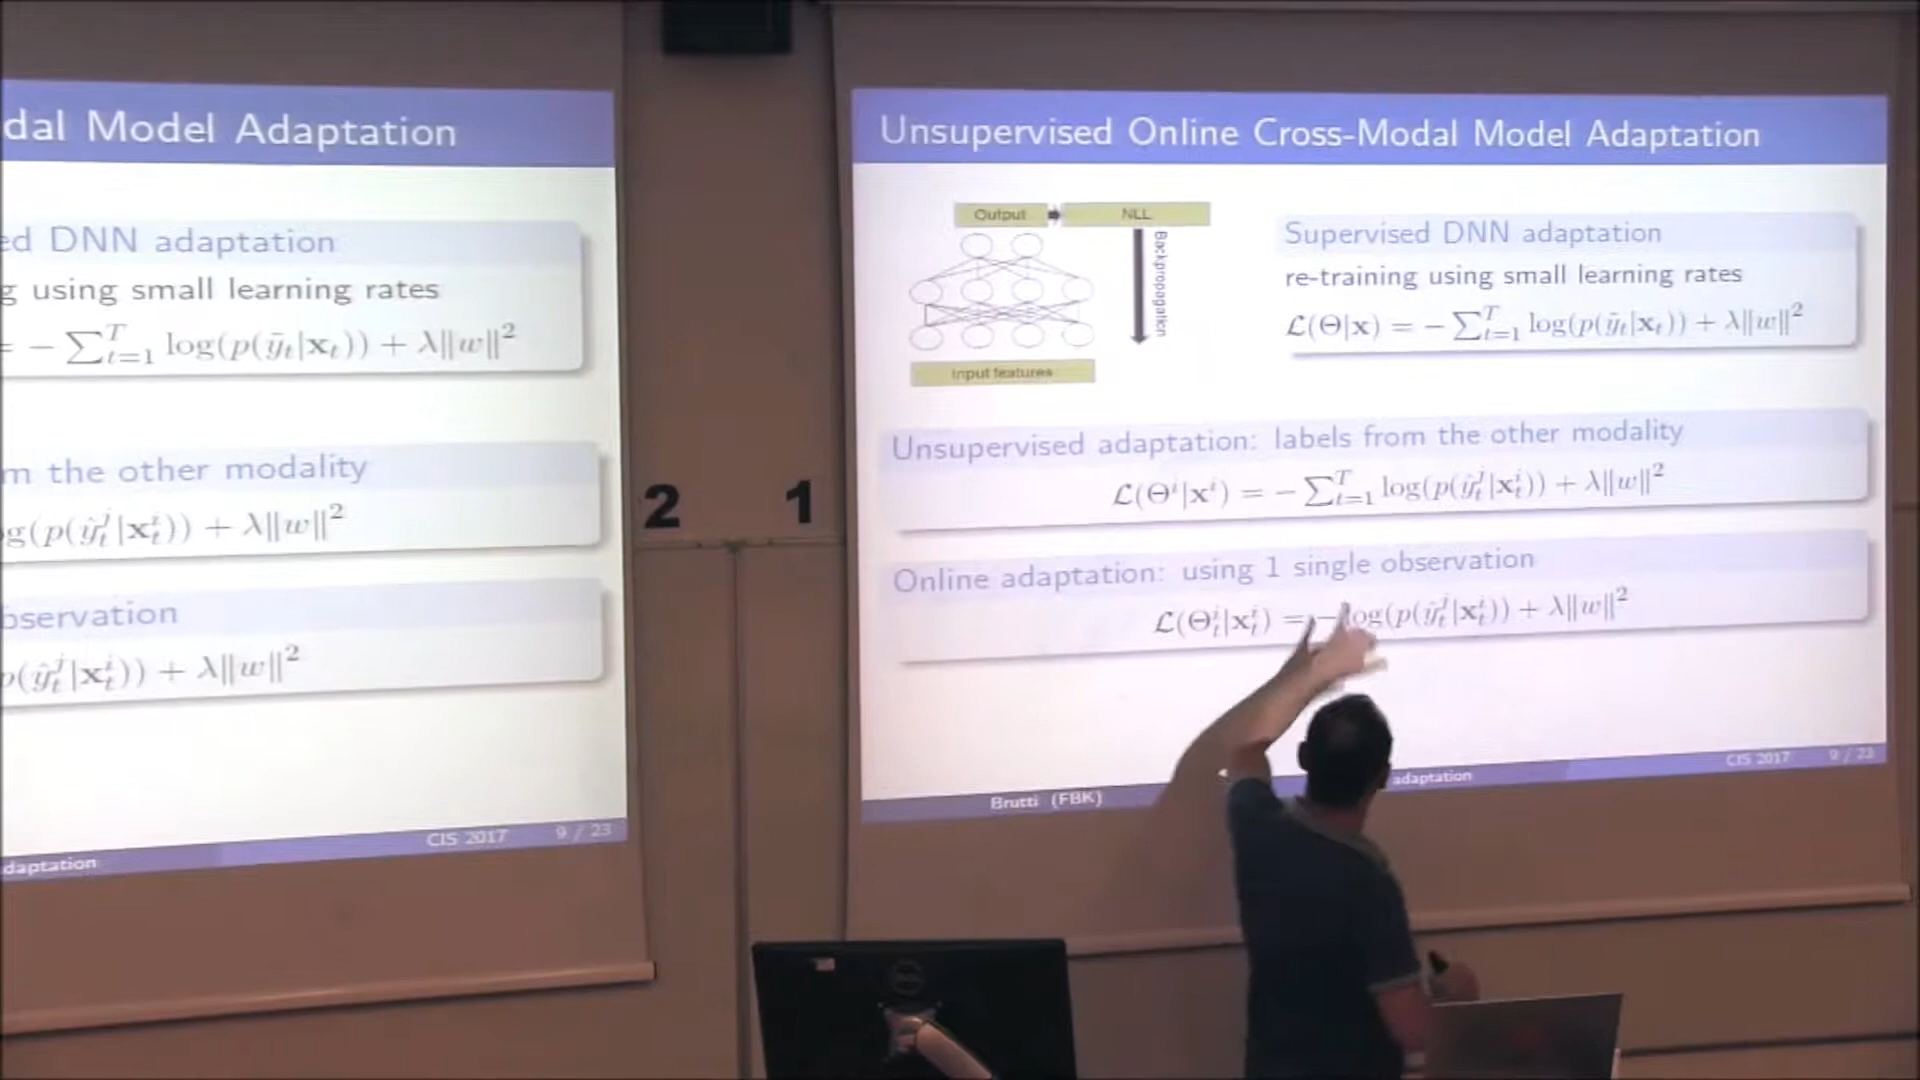 dal Model Adaptation
ed DNN adaptation
g using small learning rates
= − ∑_{t=1}^{T} log(p(ȳ_t|x_t)) + λ‖w‖²
m the other modality
og(p(ŷ_t^j|x_t^i)) + λ‖w‖²
bservation
p(ŷ_t^j|x_t^i)) + λ‖w‖²
CIS 2017 9 / 23
daptation
2 1
Unsupervised Online Cross-Modal Model Adaptation
Output NLL
Backpropagation
Input features
Supervised DNN adaptation
re-training using small learning rates
ℒ(Θ|x) = − ∑_{t=1}^{T} log(p(ȳ_t|x_t)) + λ‖w‖²
Unsupervised adaptation: labels from the other modality
ℒ(Θ^i|x^i) = − ∑_{t=1}^{T} log(p(ŷ_t^j|x_t^i)) + λ‖w‖²
Online adaptation: using 1 single observation
ℒ(Θ_t^i|x_t^i) = − log(p(ŷ_t^j|x_t^i)) + λ‖w‖²
Brutti (FBK) adaptation CIS 2017 9 / 23